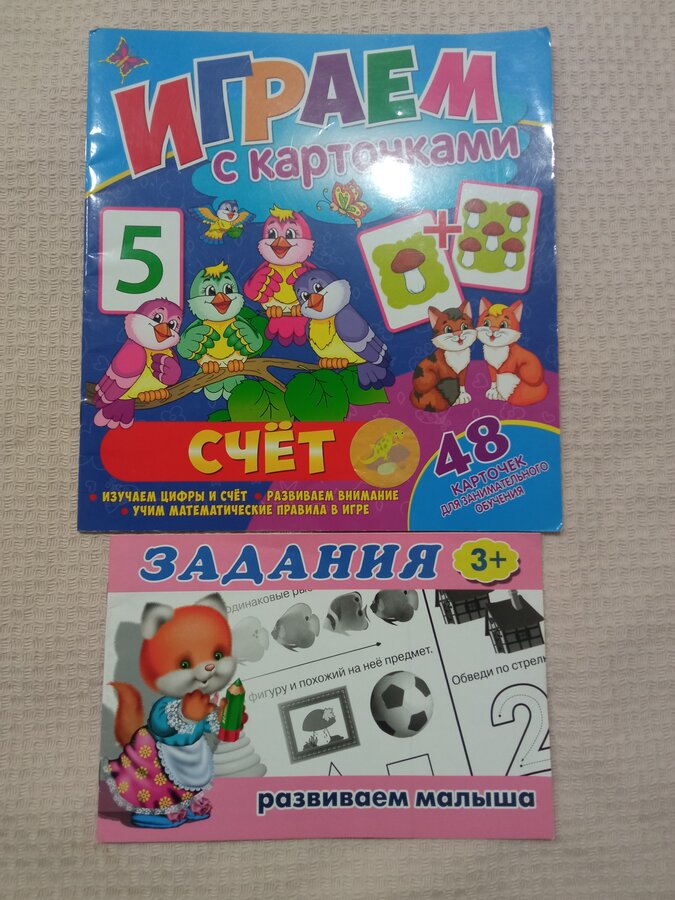 ИГРАЕМ
с карточками
5
+
СЧЁТ
48
КАРТОЧЕК
ДЛЯ ЗАНИМАТЕЛЬНОГО
ОБУЧЕНИЯ
• ИЗУЧАЕМ ЦИФРЫ И СЧЁТ • РАЗВИВАЕМ ВНИМАНИЕ
• УЧИМ МАТЕМАТИЧЕСКИЕ ПРАВИЛА В ИГРЕ
ЗАДАНИЯ
3+
одинаковые
фигуру и похожий на неё предмет.
Обведи по
2
развиваем малыша